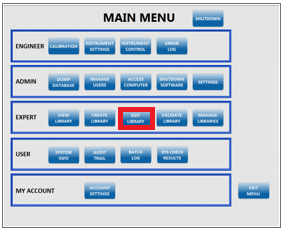 MAIN MENU
SHUTDOWN
ENGINEER
CALIBRATION
INSTRUMENT
SETTINGS
INSTRUMENT
CONTROL
ERROR
LOG
ADMIN
DUMP
DATABASE
MANAGE
USERS
ACCESS
COMPUTER
SHUTDOWN
SOFTWARE
SETTINGS
EXPERT
VIEW
LIBRARY
CREATE
LIBRARY
EDIT
LIBRARY
VALIDATE
LIBRARY
MANAGE
LIBRARIES
USER
SYSTEM
INFO
AUDIT
TRAIL
BATCH
LOG
SYS CHECK
RESULTS
MY ACCOUNT
ACCOUNT
SETTINGS
EXIT
MENU